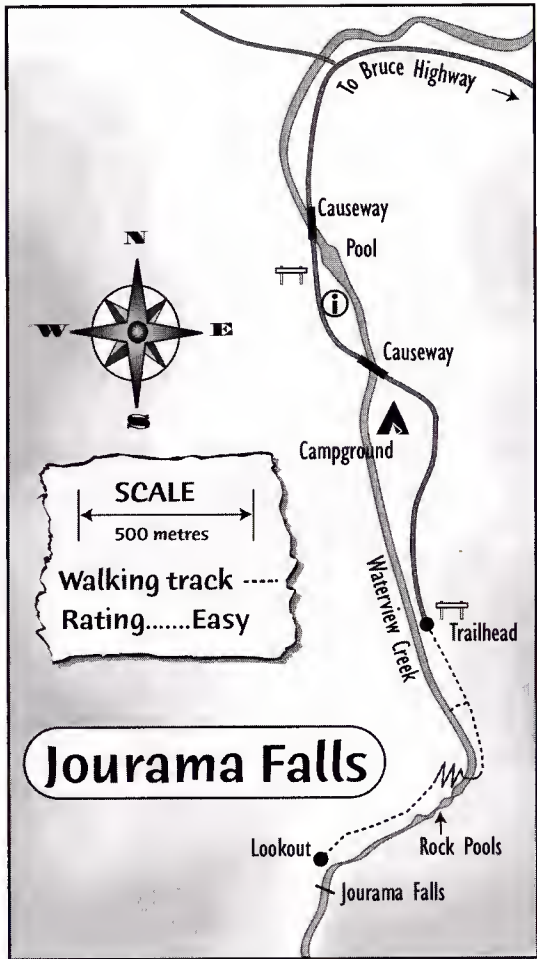 To Bruce Highway
Causeway
Pool
i
N
W E
S
Causeway
Campground
SCALE
500 metres
Walking track ----
Rating.......Easy
Waterview Creek
Trailhead
Jourama Falls
Lookout
Rock Pools
Jourama Falls